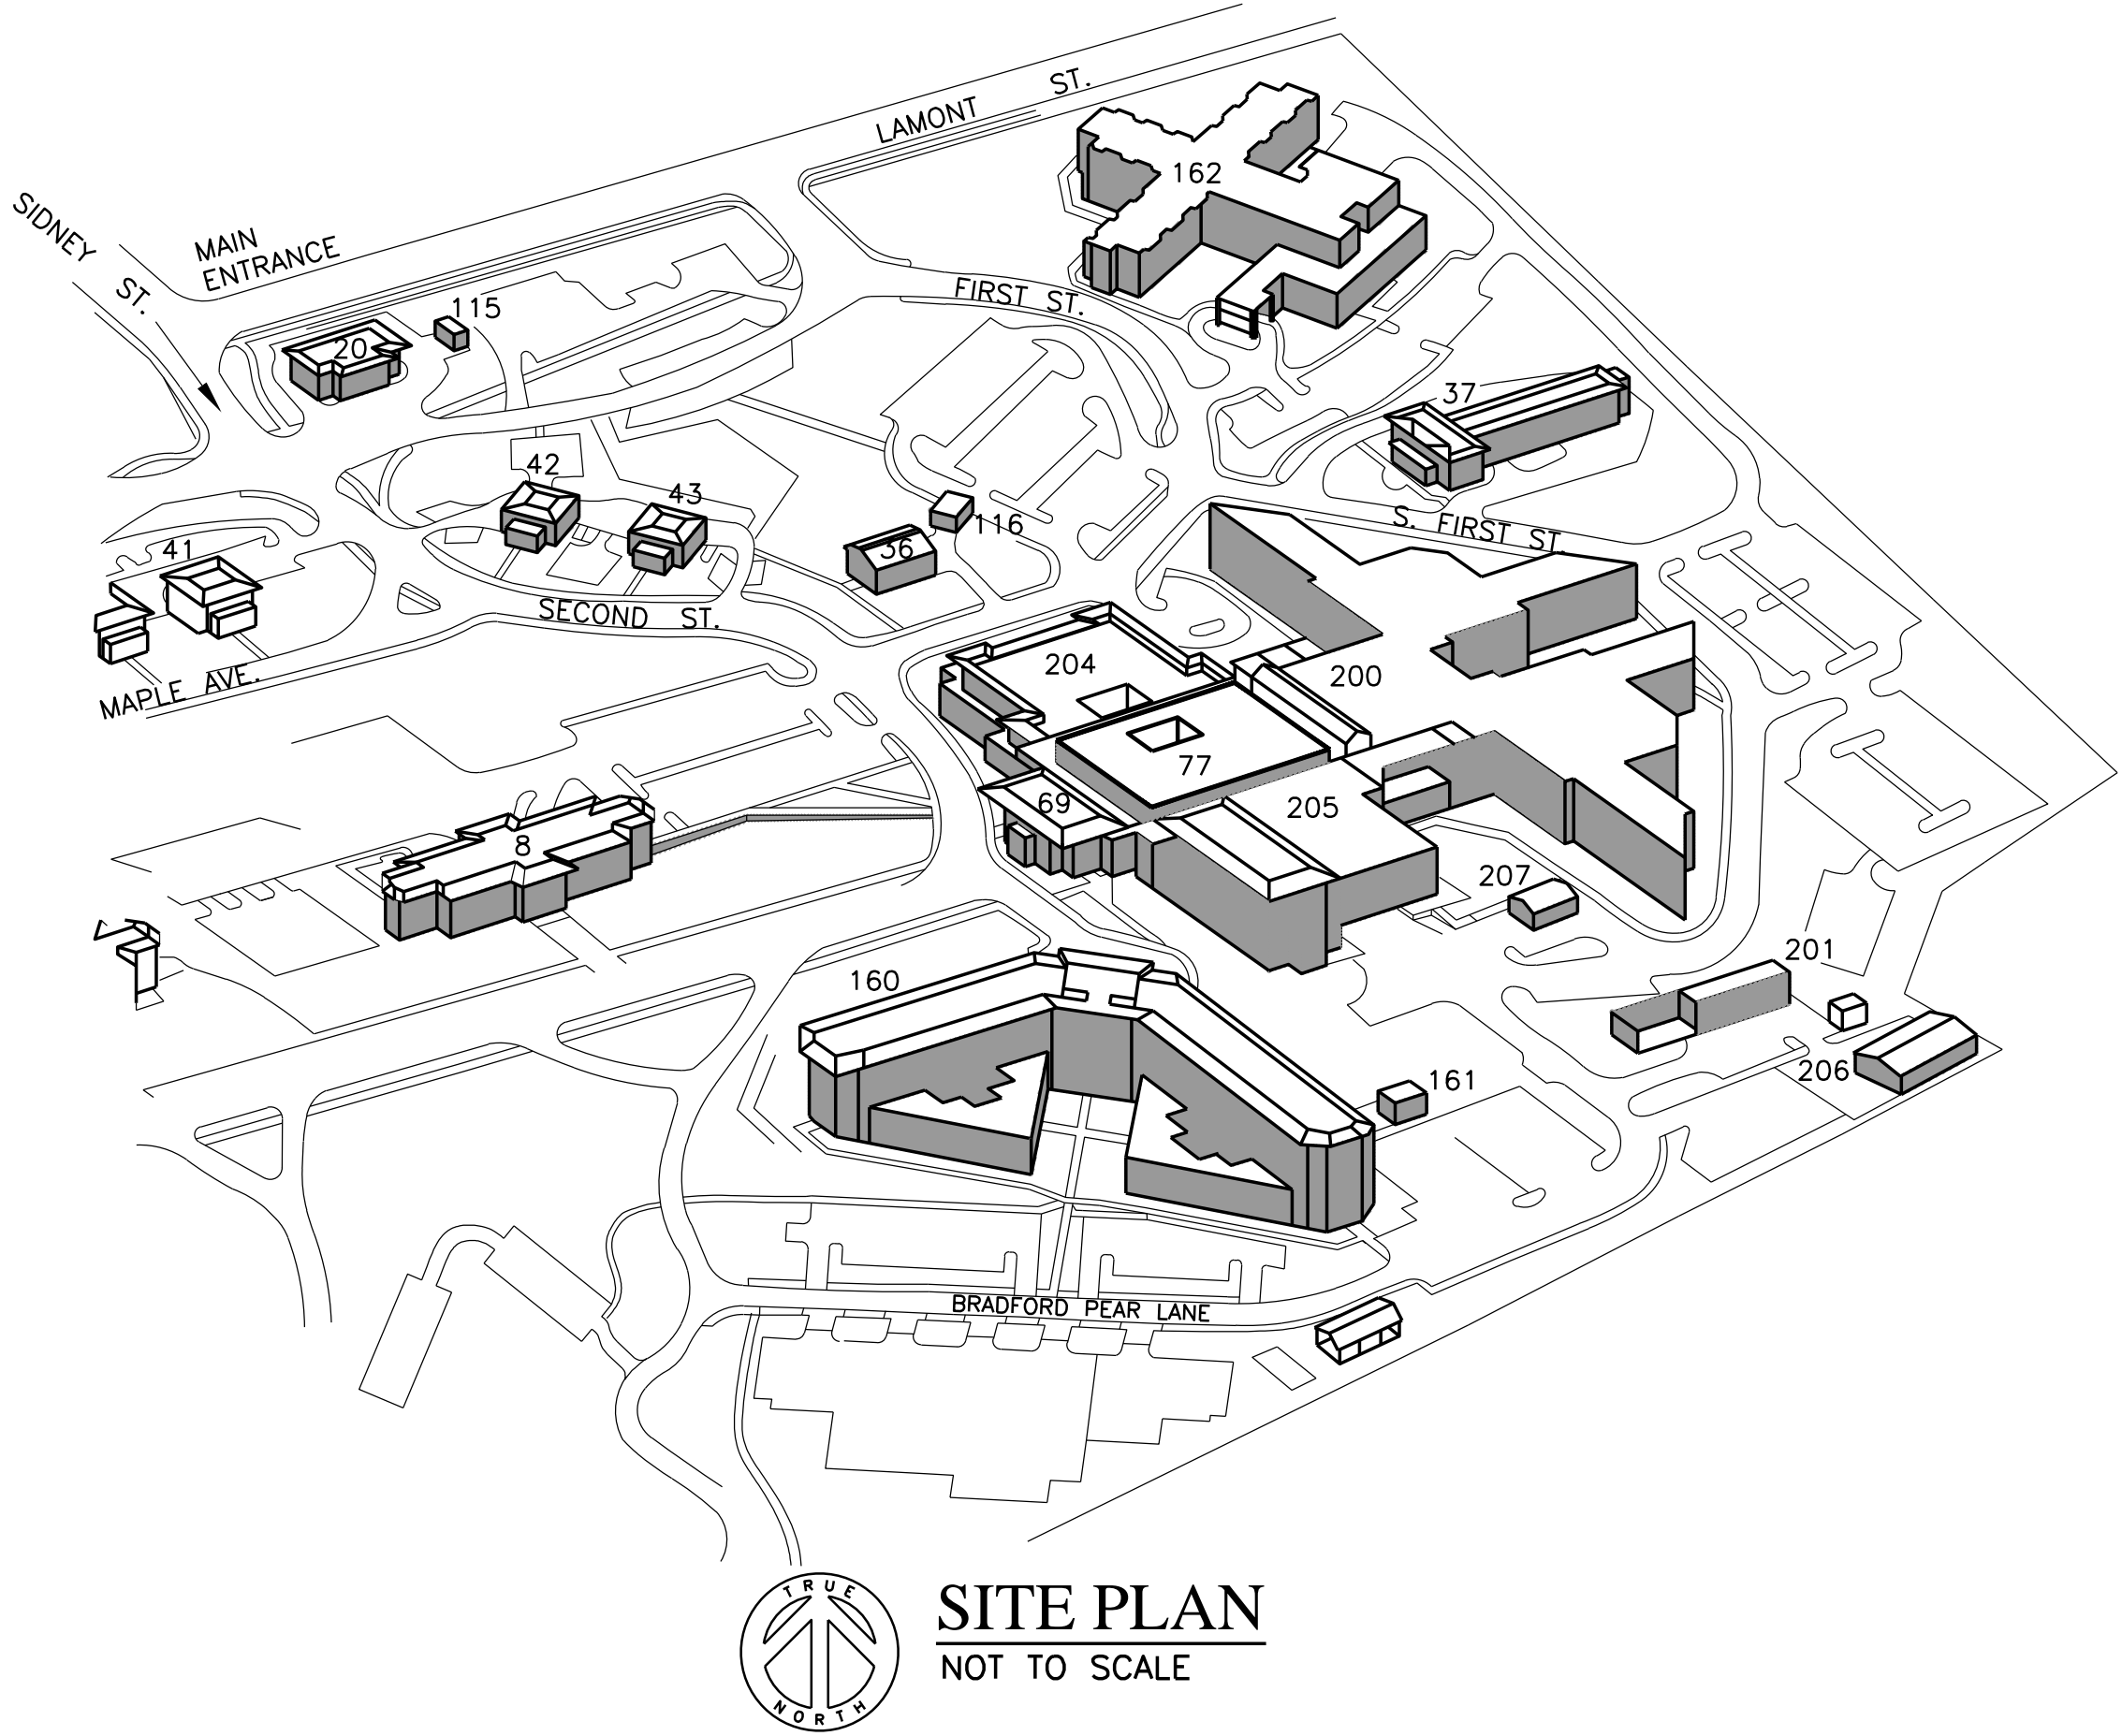 LAMONT ST.
162
SIDNEY ST.
MAIN
ENTRANCE
FIRST ST.
115
20
37
42
43
S. FIRST ST.
116
36
41
SECOND ST.
204
200
MAPLE AVE.
77
69
205
8
207
201
160
206
161
BRADFORD PEAR LANE
TRUE
NORTH
SITE PLAN
NOT TO SCALE